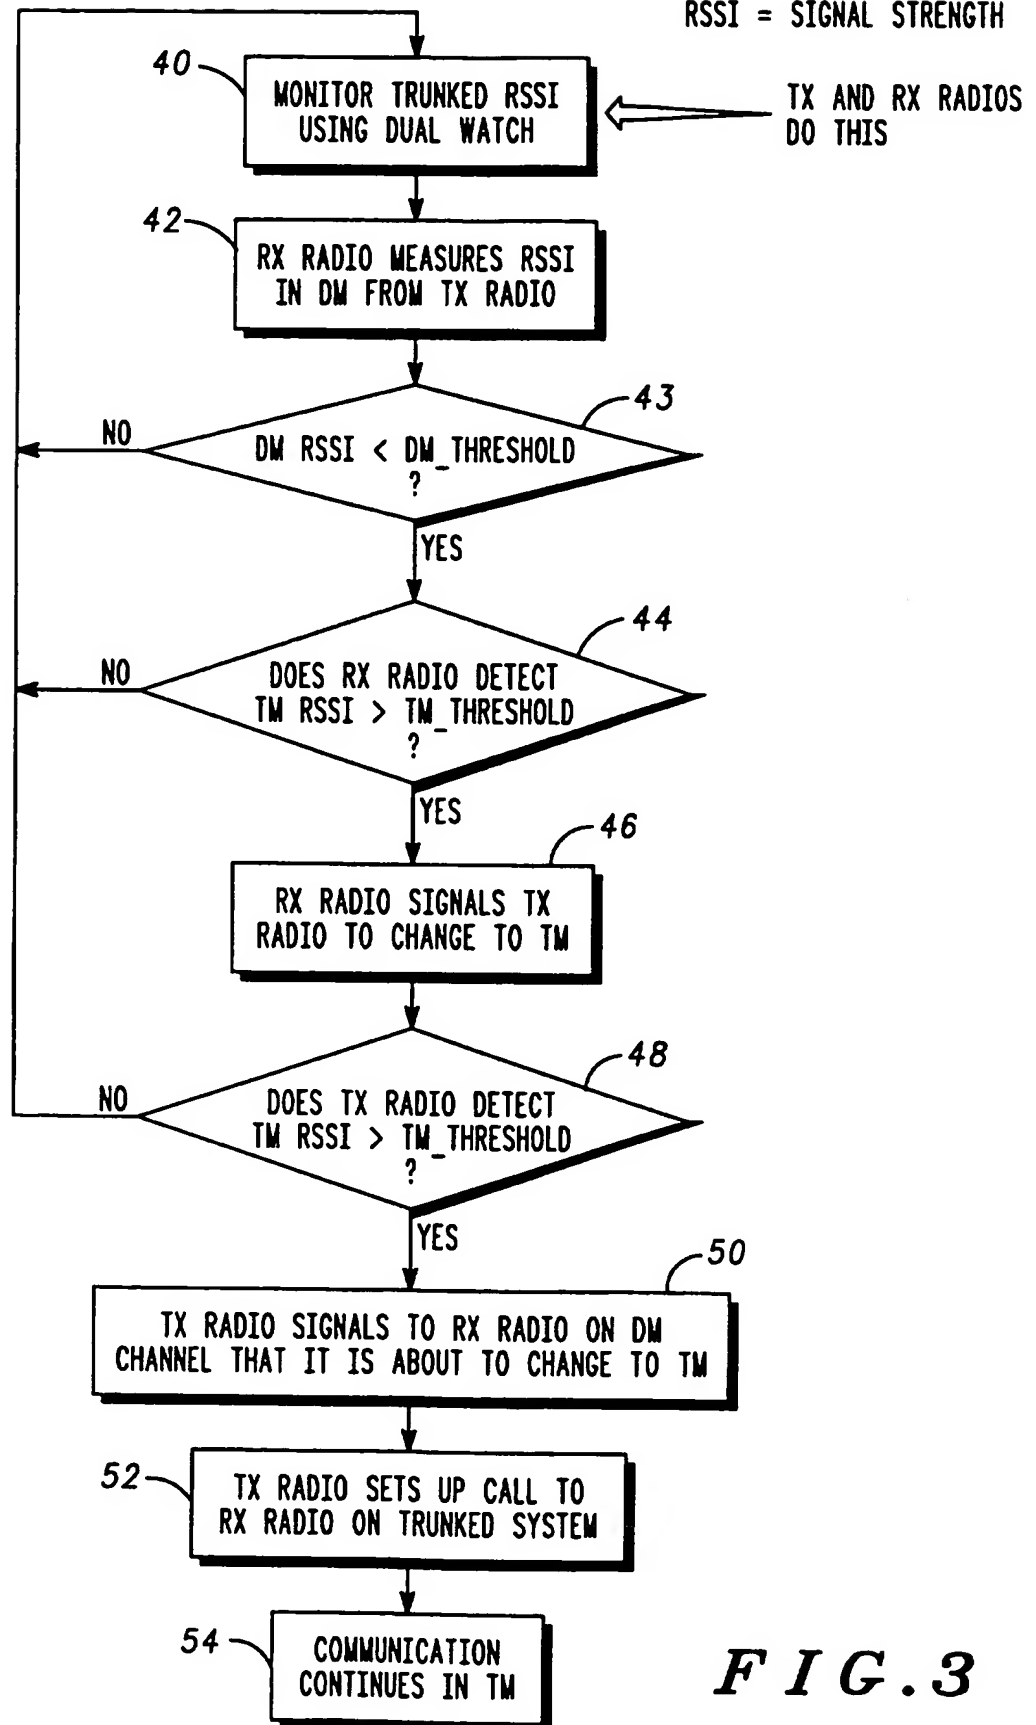 RSSI = SIGNAL STRENGTH
40
MONITOR TRUNKED RSSI
USING DUAL WATCH
TX AND RX RADIOS
DO THIS
42
RX RADIO MEASURES RSSI
IN DM FROM TX RADIO
43
NO
DM RSSI < DM_THRESHOLD
?
YES
44
NO
DOES RX RADIO DETECT
TM RSSI > TM_THRESHOLD
?
YES
46
RX RADIO SIGNALS TX
RADIO TO CHANGE TO TM
48
NO
DOES TX RADIO DETECT
TM RSSI > TM_THRESHOLD
?
YES
50
TX RADIO SIGNALS TO RX RADIO ON DM
CHANNEL THAT IT IS ABOUT TO CHANGE TO TM
52
TX RADIO SETS UP CALL TO
RX RADIO ON TRUNKED SYSTEM
54
COMMUNICATION
CONTINUES IN TM
FIG.3